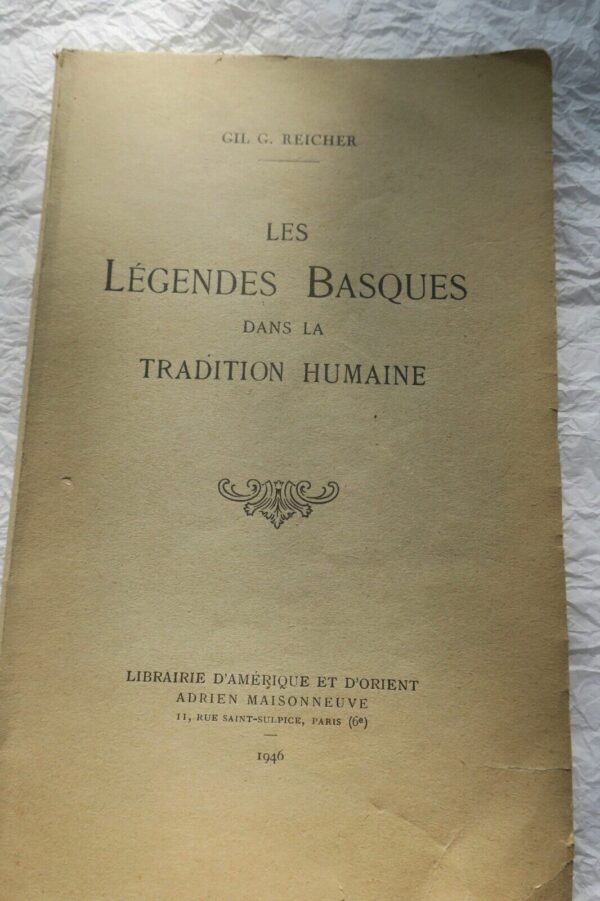 GIL G. REICHER
LES
LÉGENDES BASQUES
DANS LA
TRADITION HUMAINE
LIBRAIRIE D'AMÉRIQUE ET D'ORIENT
ADRIEN MAISONNEUVE
11, RUE SAINT-SULPICE, PARIS (6e)
1946